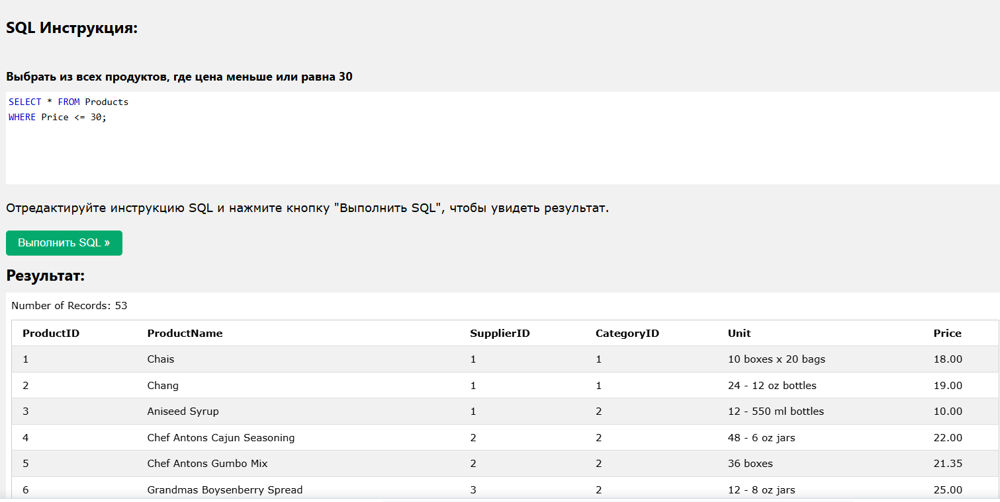 SQL Инструкция:
Выбрать из всех продуктов, где цена меньше или равна 30
SELECT * FROM Products
WHERE Price <= 30;
Отредактируйте инструкцию SQL и нажмите кнопку "Выполнить SQL", чтобы увидеть результат.
Выполнить SQL »
Результат:
Number of Records: 53
ProductID ProductName SupplierID CategoryID Unit Price
1 Chais 1 1 10 boxes x 20 bags 18.00
2 Chang 1 1 24 - 12 oz bottles 19.00
3 Aniseed Syrup 1 2 12 - 550 ml bottles 10.00
4 Chef Antons Cajun Seasoning 2 2 48 - 6 oz jars 22.00
5 Chef Antons Gumbo Mix 2 2 36 boxes 21.35
6 Grandmas Boysenberry Spread 3 2 12 - 8 oz jars 25.00